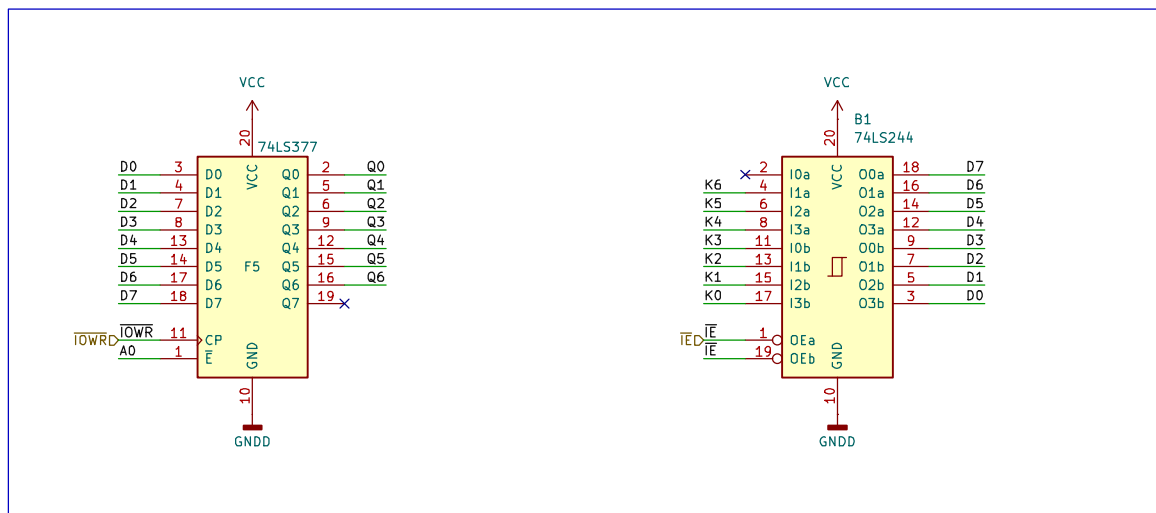 VCC
20
74LS377
D0 3 D0 VCC Q0 2 Q0
D1 4 D1 Q1 5 Q1
D2 7 D2 Q2 6 Q2
D3 8 D3 Q3 9 Q3
D4 13 D4 Q4 12 Q4
D5 14 D5 F5 Q5 15 Q5
D6 17 D6 Q6 16 Q6
D7 18 D7 Q7 19
I̅O̅W̅R̅ I̅O̅W̅R̅ 11 CP
A0 1 E̅ GND
10
GNDD
VCC
20
B1
74LS244
2 I0a VCC O0a 18 D7
K6 4 I1a O1a 16 D6
K5 6 I2a O2a 14 D5
K4 8 I3a O3a 12 D4
K3 11 I0b O0b 9 D3
K2 13 I1b O1b 7 D2
K1 15 I2b O2b 5 D1
K0 17 I3b O3b 3 D0
I̅E̅ I̅E̅ 1 OEa
I̅E̅ 19 OEb GND
10
GNDD